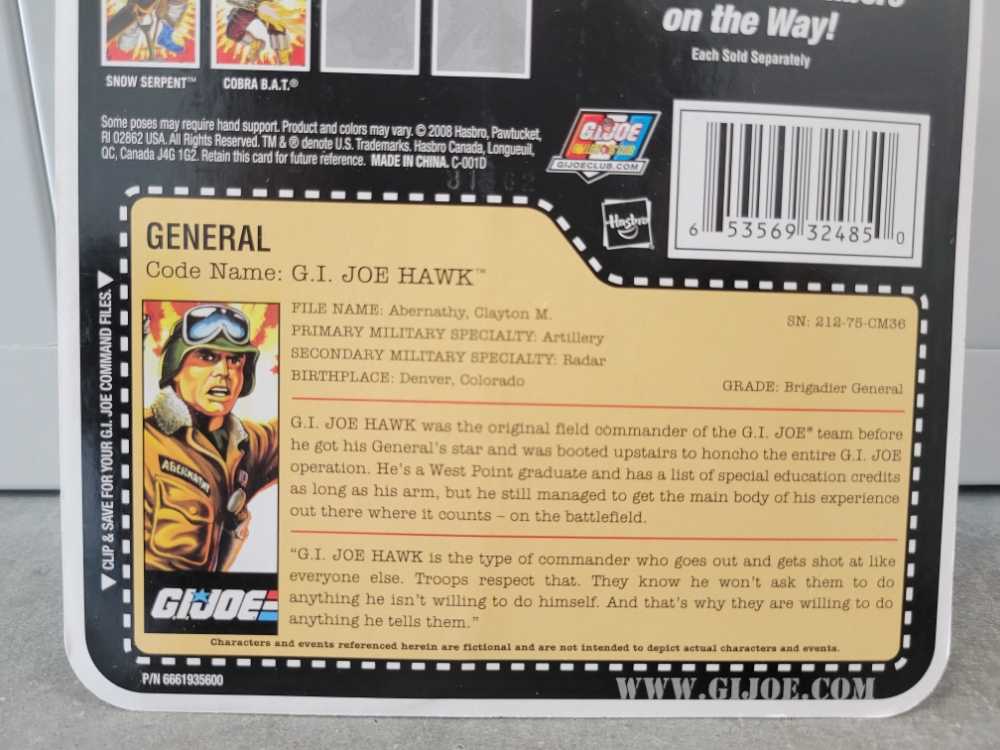 on the Way!
Each Sold Separately
SNOW SERPENT™
COBRA B.A.T.®
Some poses may require hand support. Product and colors may vary. © 2008 Hasbro, Pawtucket,
RI 02862 USA. All Rights Reserved. TM & ® denote U.S. Trademarks. Hasbro Canada, Longueuil,
QC, Canada J4G 1G2. Retain this card for future reference. MADE IN CHINA. C-001D
GI JOE
GIJOECLUB.COM
Hasbro
6 53569 32485 0
GENERAL
Code Name: G.I. JOE HAWK™
FILE NAME: Abernathy, Clayton M.
SN: 212-75-CM36
PRIMARY MILITARY SPECIALTY: Artillery
SECONDARY MILITARY SPECIALTY: Radar
BIRTHPLACE: Denver, Colorado
GRADE: Brigadier General
G.I. JOE HAWK was the original field commander of the G.I. JOE® team before
he got his General's star and was booted upstairs to honcho the entire G.I. JOE
operation. He's a West Point graduate and has a list of special education credits
as long as his arm, but he still managed to get the main body of his experience
out there where it counts – on the battlefield.
"G.I. JOE HAWK is the type of commander who goes out and gets shot at like
everyone else. Troops respect that. They know he won't ask them to do
anything he isn't willing to do himself. And that's why they are willing to do
anything he tells them."
Characters and events referenced herein are fictional and are not intended to depict actual characters and events.
ABERNATHY
GI JOE
CLIP & SAVE FOR YOUR G.I. JOE COMMAND FILES.
P/N 6661935600
WWW.GIJOE.COM